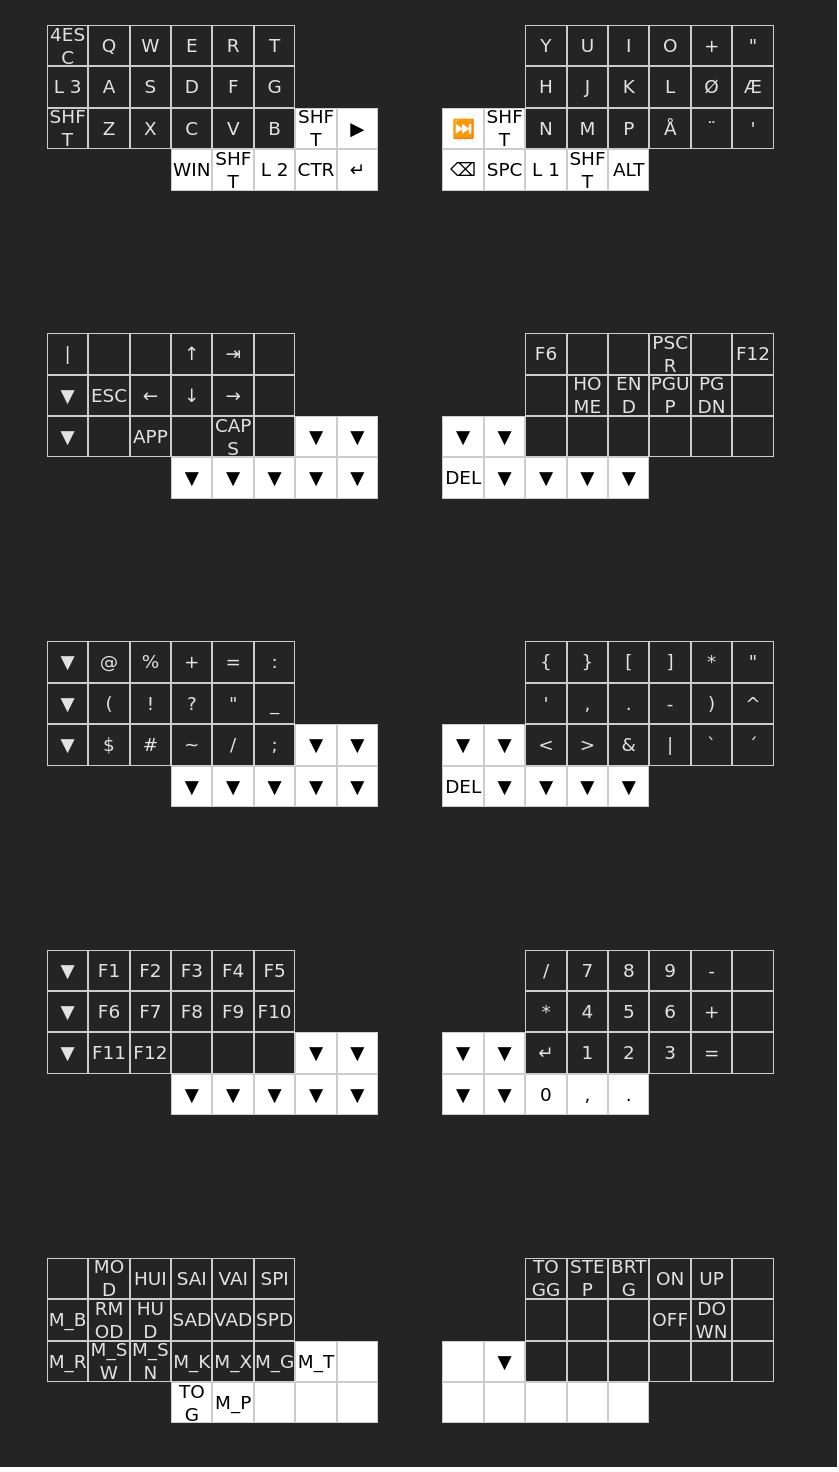 4ESC Q W E R T Y U I O + "
L 3 A S D F G H J K L Ø Æ
SHFT Z X C V B SHFT ▶ ⏭ SHFT N M P Å ¨ '
WIN SHFT L 2 CTR ↵ ⌫ SPC L 1 SHFT ALT
| ↑ ⇥ F6 PSCR F12
▼ ESC ← ↓ → HOME END PGUP PGDN
▼ APP CAPS ▼ ▼ ▼ ▼
▼ ▼ ▼ ▼ ▼ DEL ▼ ▼ ▼ ▼
▼ @ % + = : { } [ ] * "
▼ ( ! ? " _ ' , . - ) ^
▼ $ # ~ / ; ▼ ▼ ▼ ▼ < > & | ` ´
▼ ▼ ▼ ▼ ▼ DEL ▼ ▼ ▼ ▼
▼ F1 F2 F3 F4 F5 / 7 8 9 -
▼ F6 F7 F8 F9 F10 * 4 5 6 +
▼ F11 F12 ▼ ▼ ▼ ▼ ↵ 1 2 3 =
▼ ▼ ▼ ▼ ▼ ▼ ▼ 0 , .
MOD HUI SAI VAI SPI TOGG STEP BRTG ON UP
M_B RMOD HUD SAD VAD SPD OFF DOWN
M_R M_SW M_SN M_K M_X M_G M_T ▼
TOG M_P